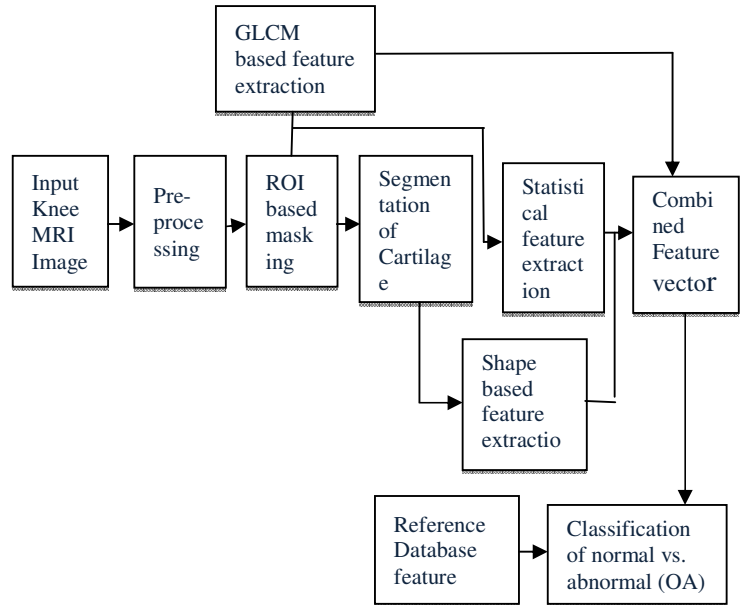 GLCM
based feature
extraction
Input
Knee
MRI
Image
Pre-
proce
ssing
ROI
based
mask
ing
Segmen
tation
of
Cartilag
e
Statisti
cal
feature
extract
ion
Combi
ned
Feature
vector
Shape
based
feature
extractio
Reference
Database
feature
Classification
of normal vs.
abnormal (OA)